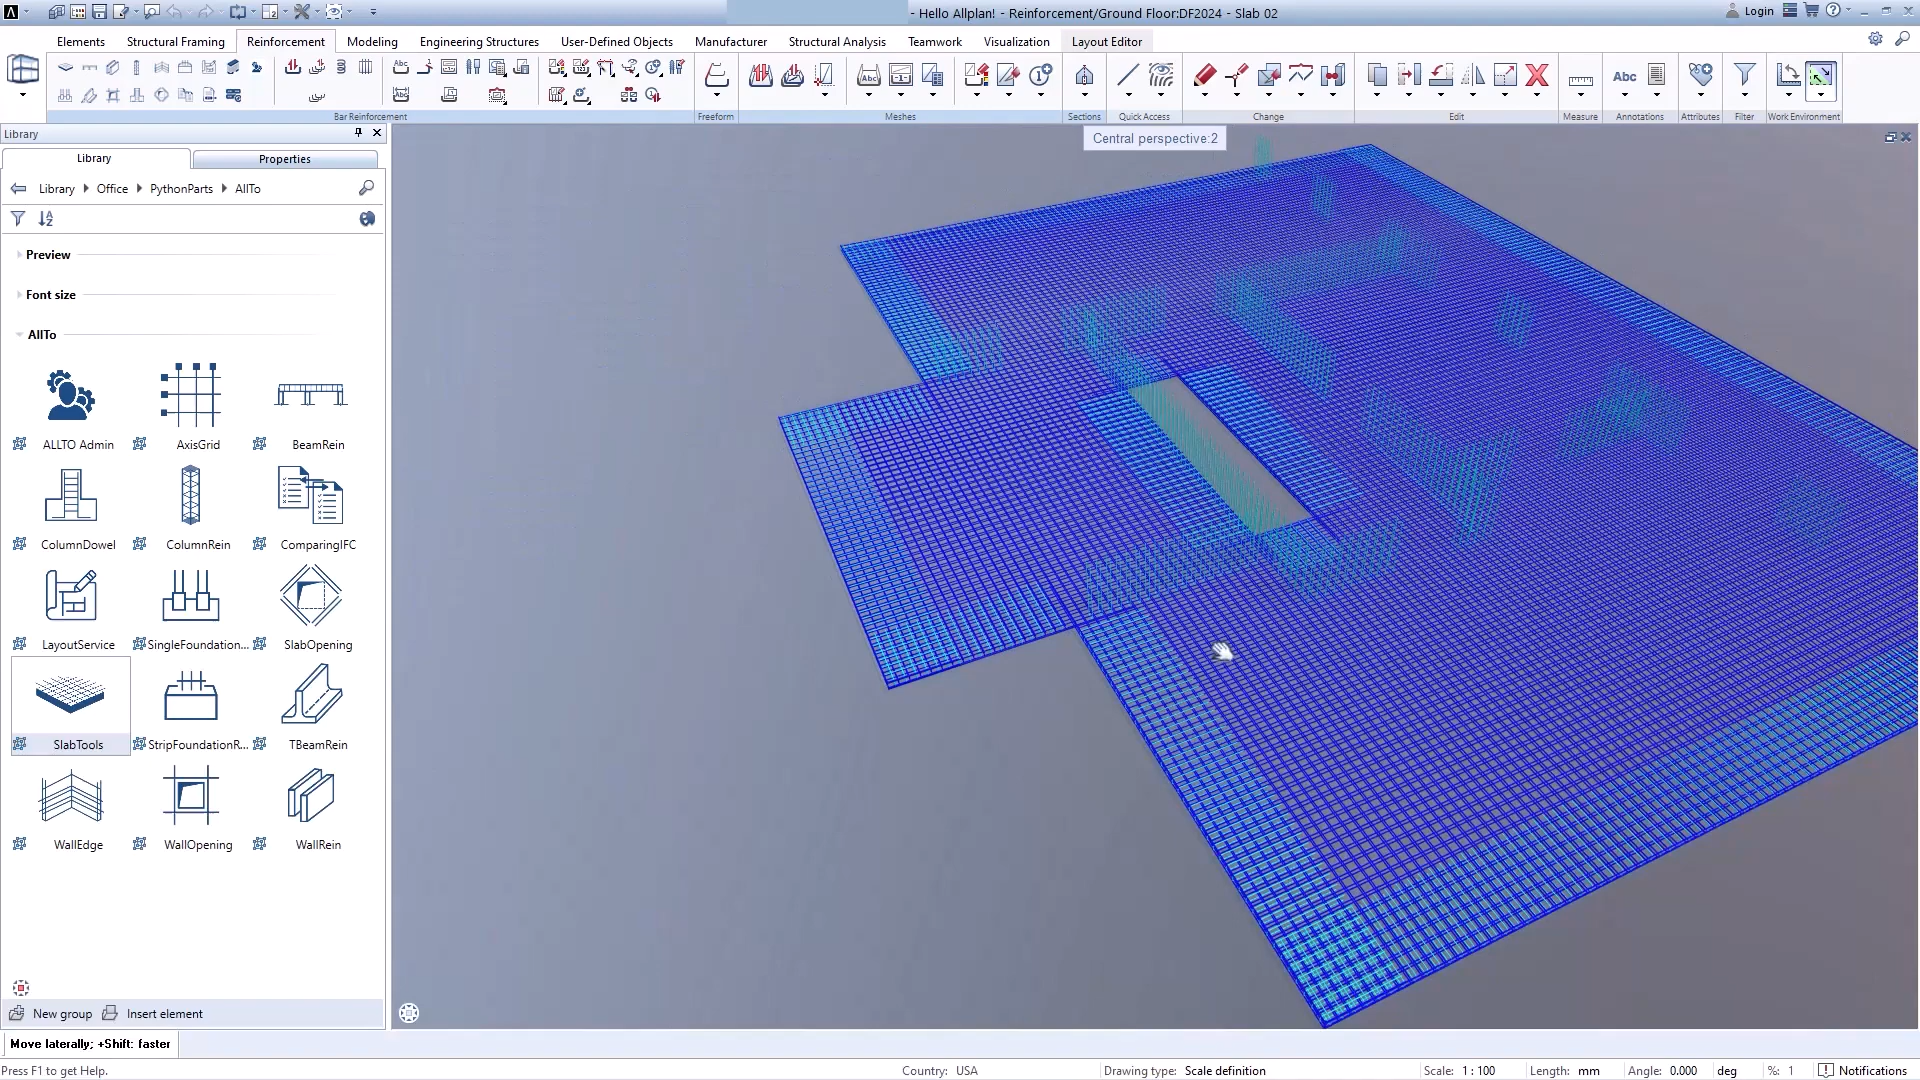 - Hello Allplan! - Reinforcement/Ground Floor:DF2024 - Slab 02
Login
Elements Structural Framing Reinforcement Modeling Engineering Structures User-Defined Objects Manufacturer Structural Analysis Teamwork Visualization Layout Editor
Abc
Abc
Abc
Bar Reinforcement Freeform Meshes Sections Quick Access Change Edit Measure Annotations Attributes Filter Work Environment
Library
Library Properties
Library Office PythonParts AllTo
Central perspective:2
Preview
Font size
AllTo
ALLTO Admin AxisGrid BeamRein
ColumnDowel ColumnRein ComparingIFC
LayoutService SingleFoundation... SlabOpening
SlabTools StripFoundationR... TBeamRein
WallEdge WallOpening WallRein
New group Insert element
Move laterally; +Shift: faster
Press F1 to get Help. Country: USA Drawing type: Scale definition Scale: 1 : 100 Length: mm Angle: 0.000 deg %: 1 Notifications